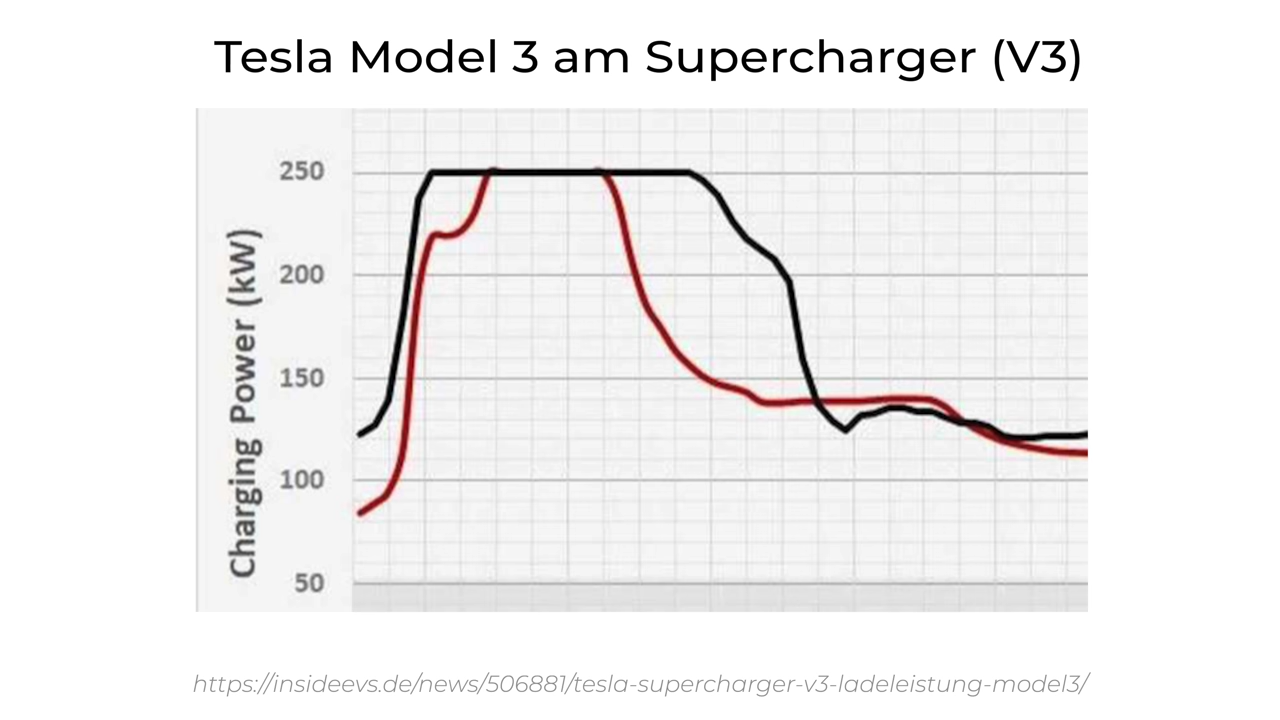 Tesla Model 3 am Supercharger (V3)
Charging Power (kW)
250
200
150
100
50
https://insideevs.de/news/506881/tesla-supercharger-v3-ladeleistung-model3/